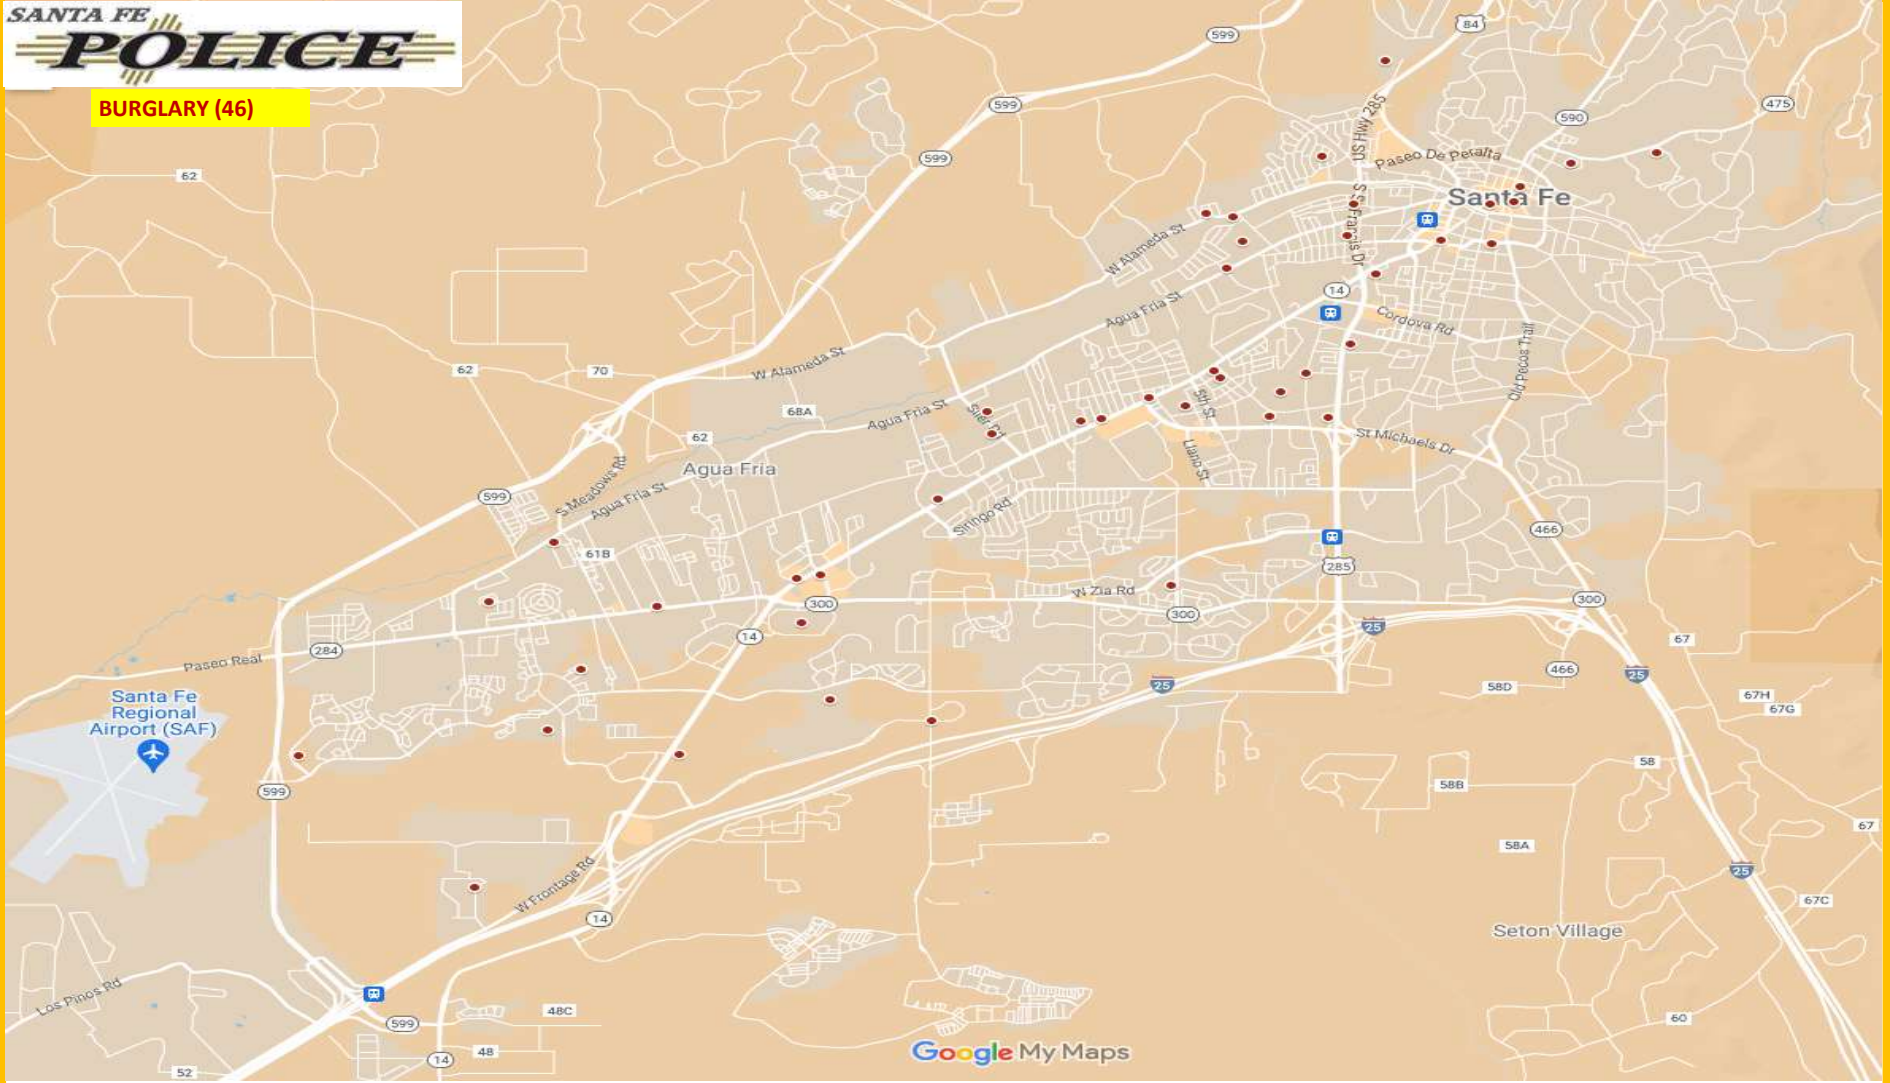 SANTA FE
POLICE
BURGLARY (46)
599
84
599
475
US Hwy 285
590
599
Paseo De Peralta
62
Santa Fe
S St Francis Dr
W Alameda St
14
Agua Fria St
Cordova Rd
Old Pecos Trail
W Alameda St
62
70
68A
Agua Fria St
Siler Rd
5th St
62
St Michaels Dr
Llano St
Agua Fria
S Meadows Rd
599
Agua Fria St
Siringo Rd
466
61B
285
W Zia Rd
300
300
300
14
25
67
284
Paseo Real
466
25
25
58D
67H
67G
Santa Fe
Regional
Airport (SAF)
58
599
58B
67
58A
25
W Frontage Rd
67C
14
Seton Village
Los Pinos Rd
48C
60
599
48
14
Google My Maps
52